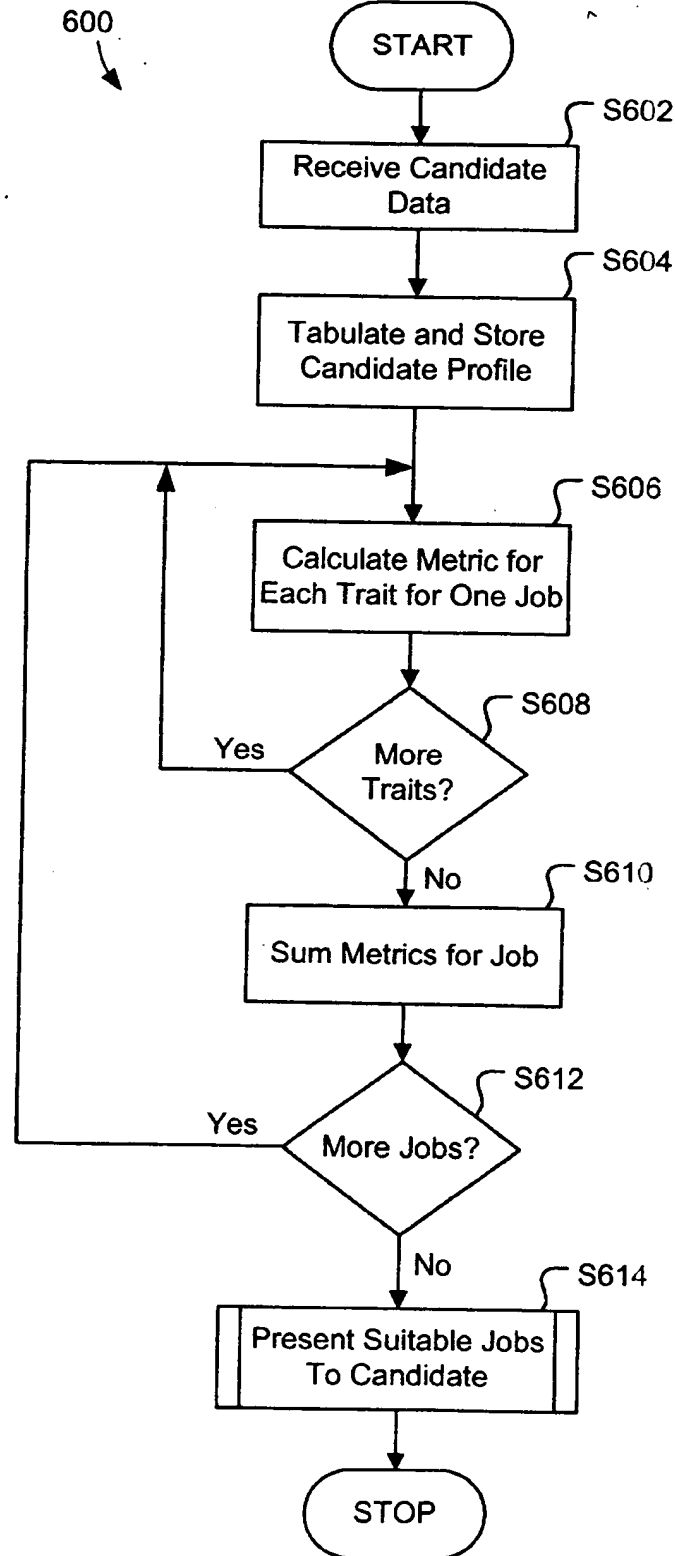 600
START
S602
Receive Candidate
Data
S604
Tabulate and Store
Candidate Profile
S606
Calculate Metric for
Each Trait for One Job
S608
Yes
More
Traits?
No
S610
Sum Metrics for Job
S612
Yes
More Jobs?
No
S614
Present Suitable Jobs
To Candidate
STOP